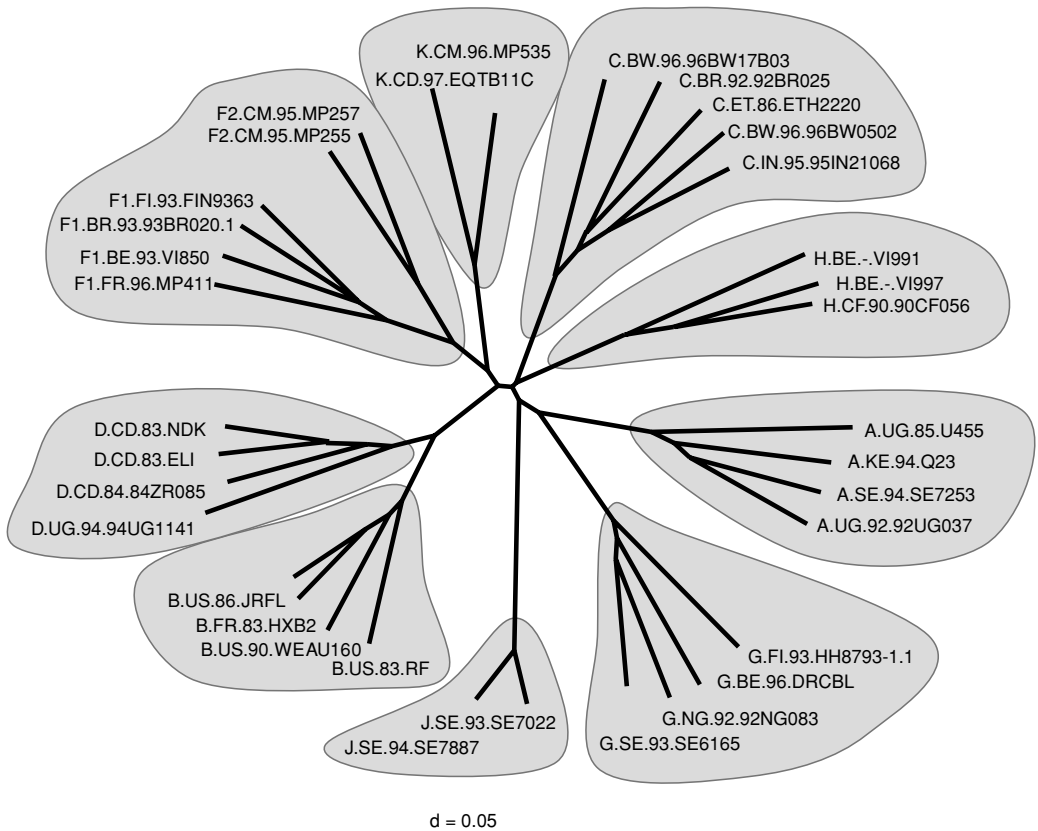 K.CM.96.MP535
K.CD.97.EQTB11C
C.BW.96.96BW17B03
C.BR.92.92BR025
C.ET.86.ETH2220
C.BW.96.96BW0502
C.IN.95.95IN21068
F2.CM.95.MP257
F2.CM.95.MP255
F1.FI.93.FIN9363
F1.BR.93.93BR020.1
F1.BE.93.VI850
F1.FR.96.MP411
H.BE.-.VI991
H.BE.-.VI997
H.CF.90.90CF056
D.CD.83.NDK
D.CD.83.ELI
D.CD.84.84ZR085
D.UG.94.94UG1141
A.UG.85.U455
A.KE.94.Q23
A.SE.94.SE7253
A.UG.92.92UG037
B.US.86.JRFL
B.FR.83.HXB2
B.US.90.WEAU160
B.US.83.RF
G.FI.93.HH8793-1.1
G.BE.96.DRCBL
G.NG.92.92NG083
G.SE.93.SE6165
J.SE.93.SE7022
J.SE.94.SE7887
d = 0.05